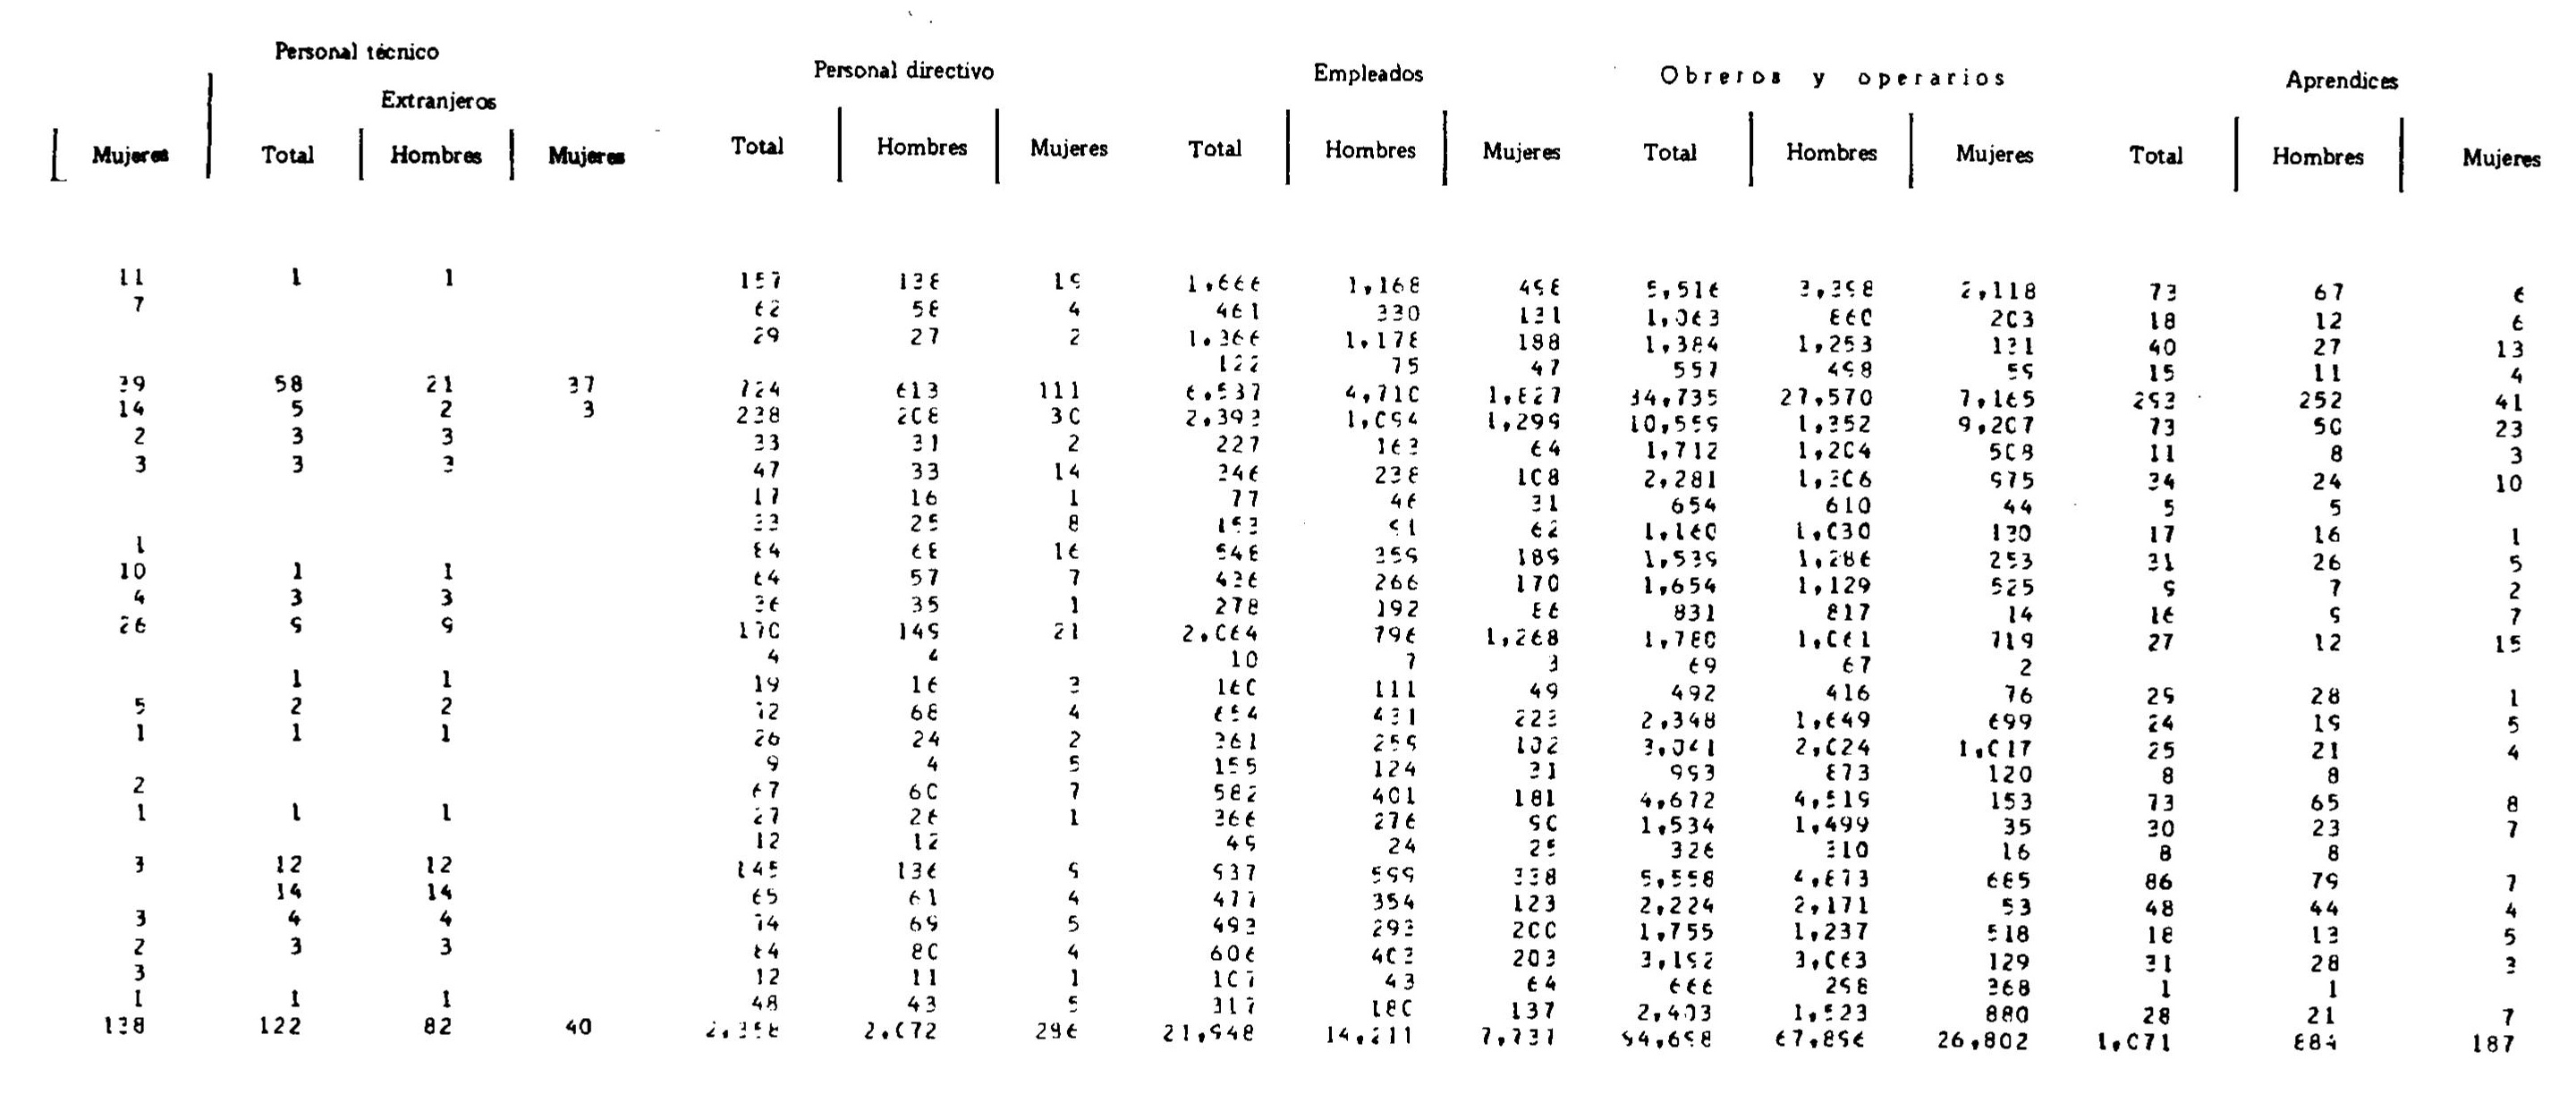 Personal técnico
Personal directivo Empleados Obreros y operarios Aprendices
Extranjeros
Mujeres Total Hombres Mujeres Total Hombres Mujeres Total Hombres Mujeres Total Hombres Mujeres Total Hombres Mujeres
11 1 1 157 138 19 1,666 1,168 498 5,516 3,398 2,118 73 67 6
7 62 58 4 461 330 131 1,063 860 203 18 12 6
29 27 2 1,366 1,178 188 1,384 1,253 131 40 27 13
122 75 47 557 498 59 15 11 4
39 58 21 37 724 613 111 6,537 4,710 1,827 34,735 27,570 7,165 293 252 41
14 5 2 3 238 208 30 2,393 1,094 1,299 10,559 1,352 9,207 73 50 23
2 3 3 33 31 2 227 163 64 1,712 1,204 508 11 8 3
3 3 3 47 33 14 346 238 108 2,281 1,306 975 34 24 10
17 16 1 77 46 31 654 610 44 5 5
33 25 8 153 91 62 1,160 1,030 130 17 16 1
1 84 68 16 548 359 189 1,539 1,286 253 31 26 5
10 1 1 64 57 7 436 266 170 1,654 1,129 525 9 7 2
4 3 3 36 35 1 278 192 86 831 817 14 16 9 7
26 9 9 170 149 21 2,064 796 1,268 1,780 1,061 719 27 12 15
4 4 10 7 3 69 67 2
1 1 19 16 3 160 111 49 492 416 76 29 28 1
5 2 2 72 68 4 654 431 223 2,348 1,649 699 24 19 5
1 1 1 26 24 2 361 259 102 3,041 2,024 1,017 25 21 4
9 4 5 155 124 31 993 873 120 8 8
2 67 60 7 582 401 181 4,672 4,519 153 73 65 8
1 1 1 27 26 1 366 276 90 1,534 1,499 35 30 23 7
12 12 49 24 25 326 310 16 8 8
3 12 12 145 136 9 937 599 338 5,558 4,673 885 86 79 7
14 14 65 61 4 477 354 123 2,224 2,171 53 48 44 4
3 4 4 74 69 5 493 293 200 1,755 1,237 518 18 13 5
2 3 3 84 80 4 606 403 203 3,192 3,063 129 31 28 3
3 12 11 1 107 43 64 666 298 368 1 1
1 1 1 48 43 5 317 180 137 2,403 1,523 880 28 21 7
138 122 82 40 2,358 2,072 286 21,948 14,211 7,737 94,698 67,896 26,802 1,071 884 187